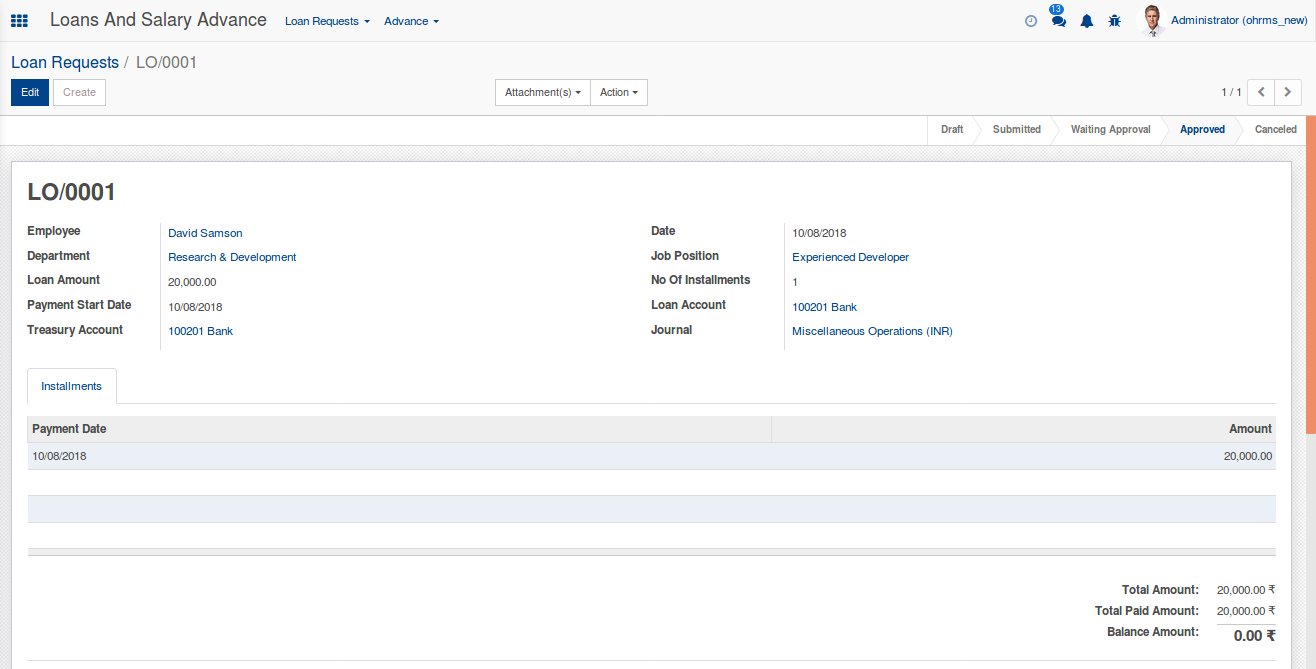 Loans And Salary Advance Loan Requests Advance 13 Administrator (ohrms_new)
Loan Requests / LO/0001
Edit Create Attachment(s) Action 1 / 1
Draft Submitted Waiting Approval Approved Canceled
LO/0001
Employee David Samson Date 10/08/2018
Department Research & Development Job Position Experienced Developer
Loan Amount 20,000.00 No Of Installments 1
Payment Start Date 10/08/2018 Loan Account 100201 Bank
Treasury Account 100201 Bank Journal Miscellaneous Operations (INR)
Installments
Payment Date Amount
10/08/2018 20,000.00
Total Amount: 20,000.00 ₹
Total Paid Amount: 20,000.00 ₹
Balance Amount: 0.00 ₹